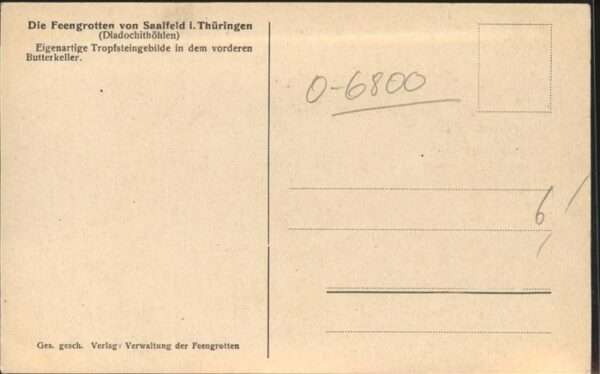 Die Feengrotten von Saalfeld i. Thüringen
(Diadochithöhlen)
Eigenartige Tropfsteingebilde in dem vorderen
Butterkeller.
0-6800
6
Ges. gesch. Verlag: Verwaltung der Feengrotten